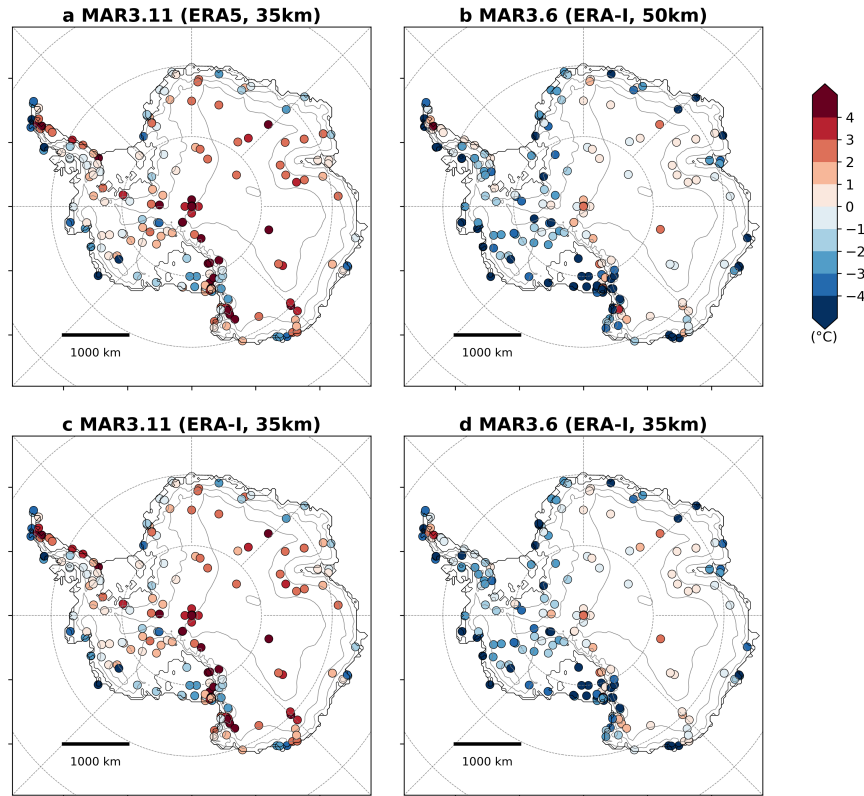 a MAR3.11 (ERA5, 35km)
b MAR3.6 (ERA-I, 50km)
1000 km
1000 km
4
3
2
1
0
−1
−2
−3
−4
(°C)
c MAR3.11 (ERA-I, 35km)
d MAR3.6 (ERA-I, 35km)
1000 km
1000 km